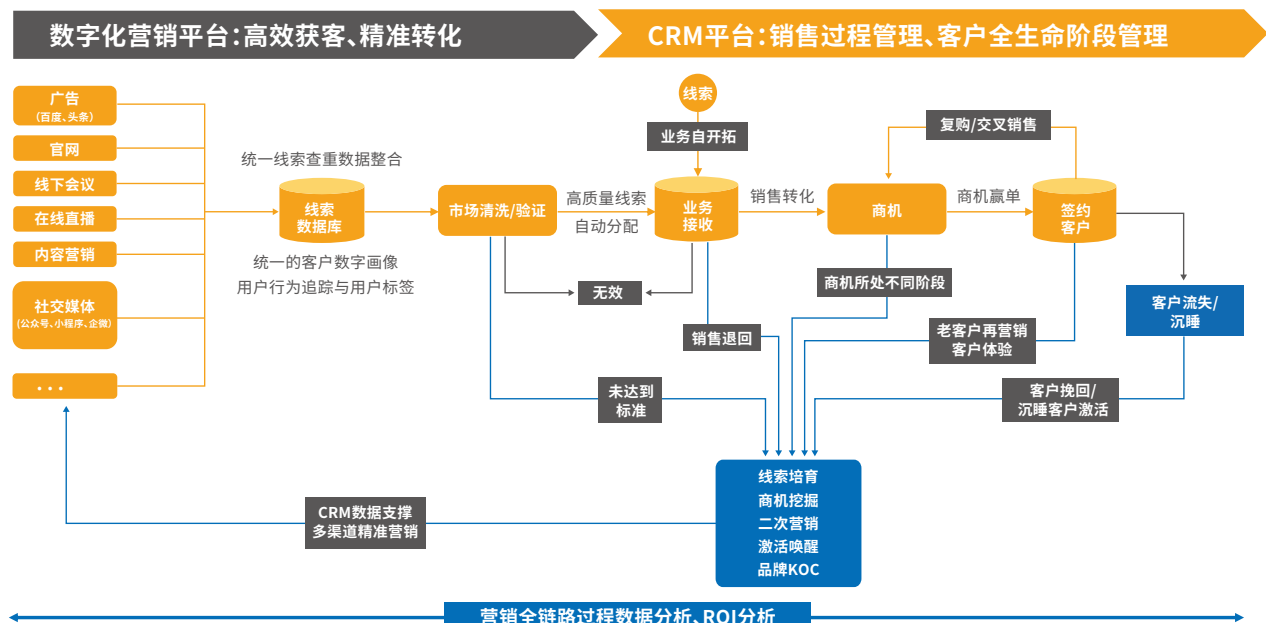 数字化营销平台：高效获客、精准转化
CRM平台：销售过程管理、客户全生命阶段管理
广告
（百度、头条）
官网
线下会议
在线直播
内容营销
社交媒体
(公众号、小程序、企微)
...
统一线索查重数据整合
线索
数据库
统一的客户数字画像
用户行为追踪与用户标签
市场清洗/验证
高质量线索
自动分配
线索
业务自开拓
业务
接收
销售转化
商机
商机赢单
复购/交叉销售
签约
客户
无效
销售退回
未达到
标准
商机所处不同阶段
老客户再营销
客户体验
客户流失/
沉睡
客户挽回/
沉睡客户激活
线索培育
商机挖掘
二次营销
激活唤醒
品牌KOC
CRM数据支撑
多渠道精准营销
营销全链路过程数据分析、ROI分析